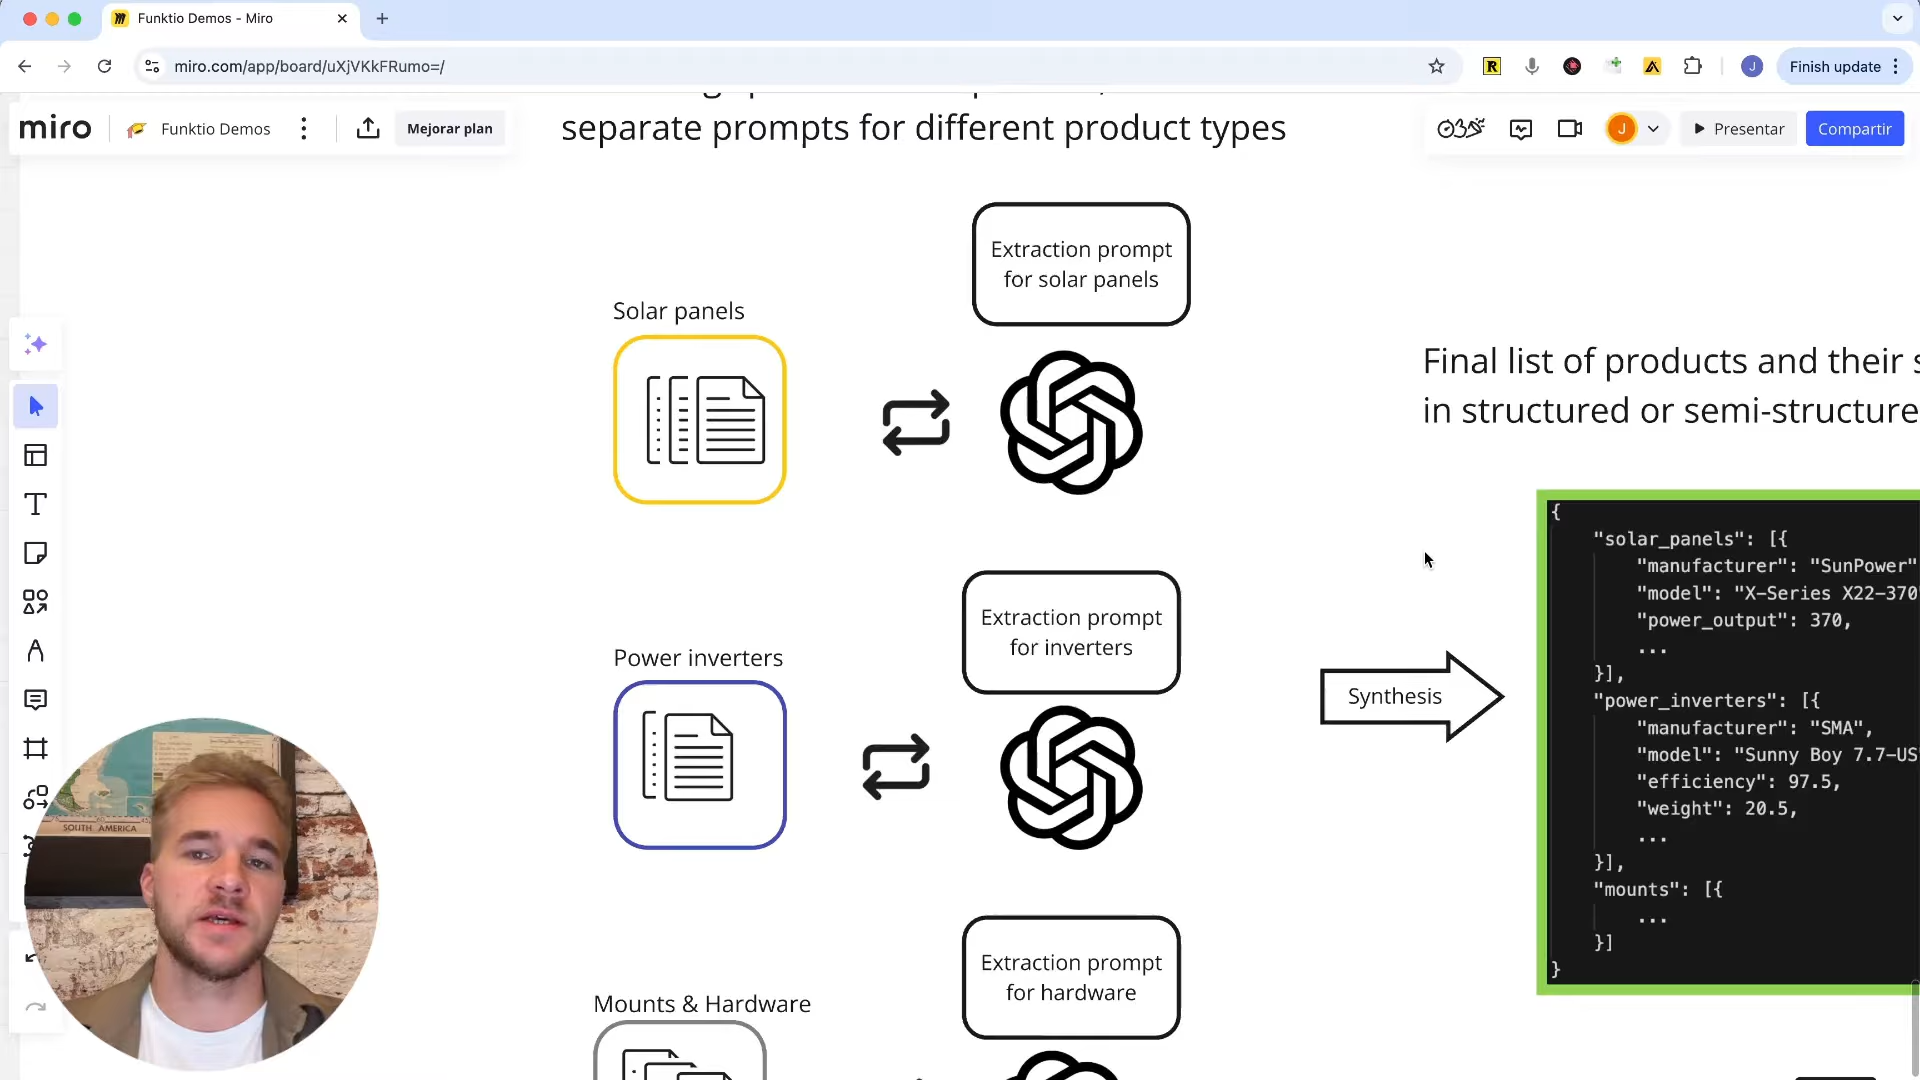 Funktio Demos - Miro
miro.com/app/board/uXjVKkFRumo=/
J
Finish update
miro
Funktio Demos
Mejorar plan
separate prompts for different product types
J
Presentar
Compartir
Extraction prompt
for solar panels
Solar panels
Final list of products and their
in structured or semi-structure
Extraction prompt
for inverters
Power inverters
Synthesis
{
"solar_panels": [{
"manufacturer": "SunPower"
"model": "X-Series X22-370
"power_output": 370,
...
}],
"power_inverters": [{
"manufacturer": "SMA",
"model": "Sunny Boy 7.7-US
"efficiency": 97.5,
"weight": 20.5,
...
}],
"mounts": [{
...
}]
}
Extraction prompt
for hardware
Mounts & Hardware
SOUTH AMERICA